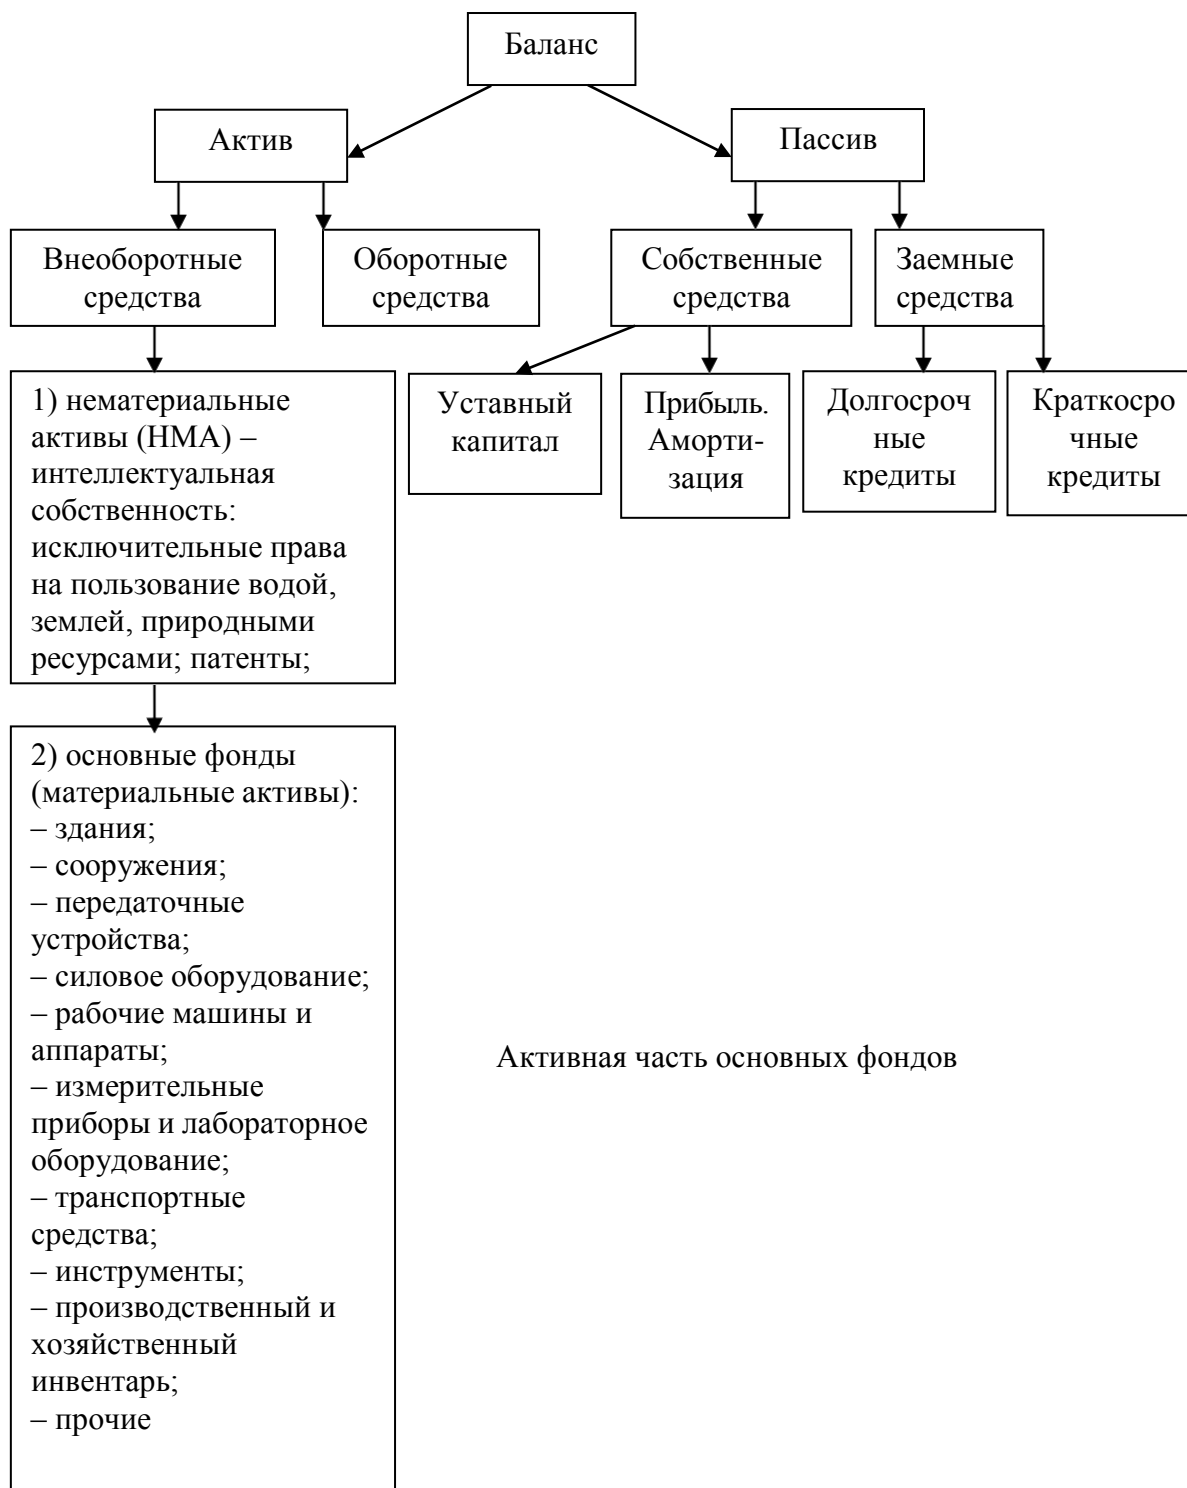 Баланс
Актив
Пассив
Внеоборотные
средства
Оборотные
средства
Собственные
средства
Заемные
средства
1) нематериальные
активы (НМА) –
интеллектуальная
собственность:
исключительные права
на пользование водой,
землей, природными
ресурсами; патенты;
Уставный
капитал
Прибыль.
Аморти-
зация
Долгосроч
ные
кредиты
Краткосро
чные
кредиты
2) основные фонды
(материальные активы):
– здания;
– сооружения;
– передаточные
устройства;
– силовое оборудование;
– рабочие машины и
аппараты;
– измерительные
приборы и лабораторное
оборудование;
– транспортные
средства;
– инструменты;
– производственный и
хозяйственный
инвентарь;
– прочие
Активная часть основных фондов